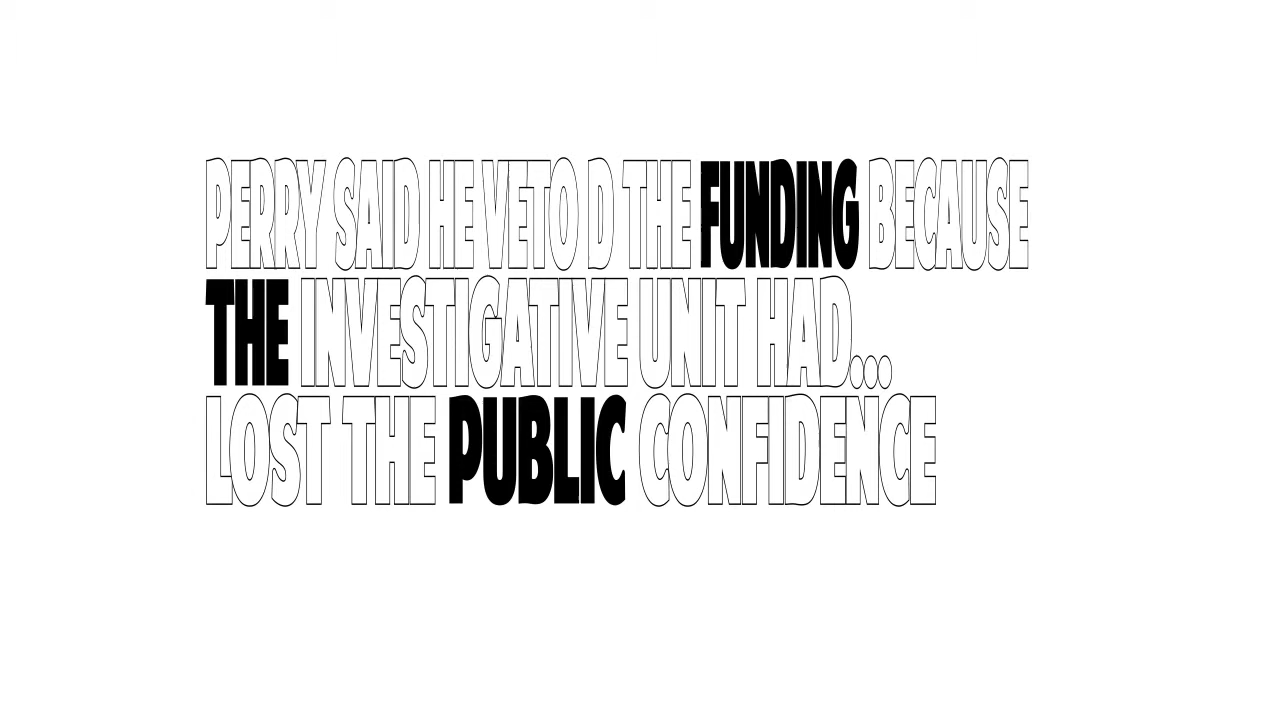 PERRY SAID HE VETO D THE FUNDING BECAUSE
THE INVESTIGATIVE UNIT HAD...
LOST THE PUBLIC CONFIDENCE